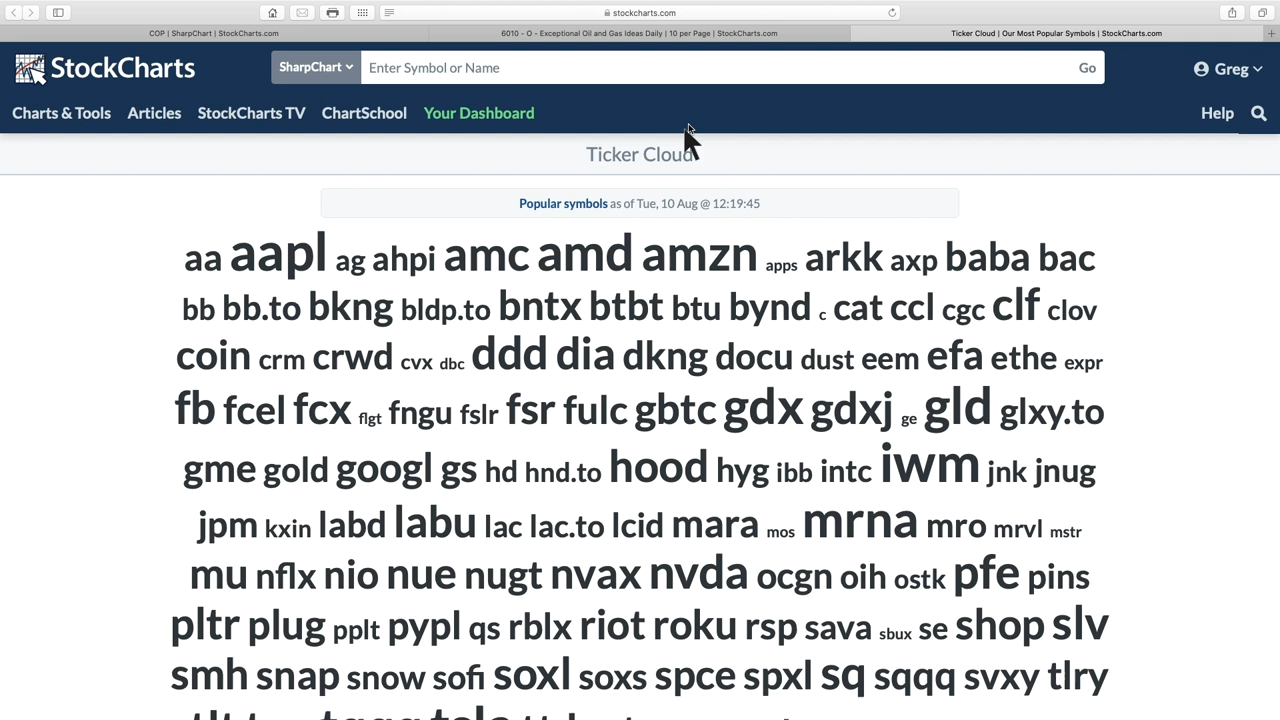 stockcharts.com
COP | SharpChart | StockCharts.com
6010 - O - Exceptional Oil and Gas Ideas Daily | 10 per Page | StockCharts.com
Ticker Cloud | Our Most Popular Symbols | StockCharts.com
StockCharts
SharpChart
Enter Symbol or Name
Go
Greg
Charts & Tools
Articles
StockCharts TV
ChartSchool
Your Dashboard
Help
Ticker Cloud
Popular symbols as of Tue, 10 Aug @ 12:19:45
aa aapl ag ahpi amc amd amzn apps arkk axp baba bac
bb bb.to bkng bldp.to bntx btbt btu bynd c cat ccl cgc clf clov
coin crm crwd cvx dbc ddd dia dkng docu dust eem efa ethe expr
fb fcel fcx flgt fngu fslr fsr fulc gbtc gdx gdxj ge gld glxy.to
gme gold googl gs hd hnd.to hood hyg ibb intc iwm jnk jnug
jpm kxin labd labu lac lac.to lcid mara mos mrna mro mrvl mstr
mu nflx nio nue nugt nvax nvda ocgn oih ostk pfe pins
pltr plug pplt pypl qs rblx riot roku rsp sava sbux se shop slv
smh snap snow sofi soxl soxs spce spxl sq sqqq svxy tlry